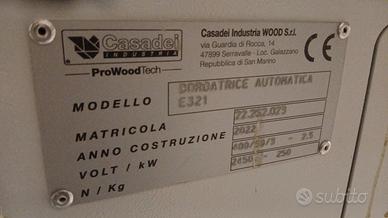 Casadei
INDUSTRIA
ProWoodTech
Casadei Industria WOOD S.r.l.
via Guardia di Rocca, 14
47899 Serravalle - Loc. Galazzano
Repubblica di San Marino
CE
MODELLO BORDATRICE AUTOMATICA
E321
MATRICOLA 22.252.029
ANNO COSTRUZIONE 2022
VOLT / kW 400/50/3 - 2.5
N / Kg 2450 - 250
subito